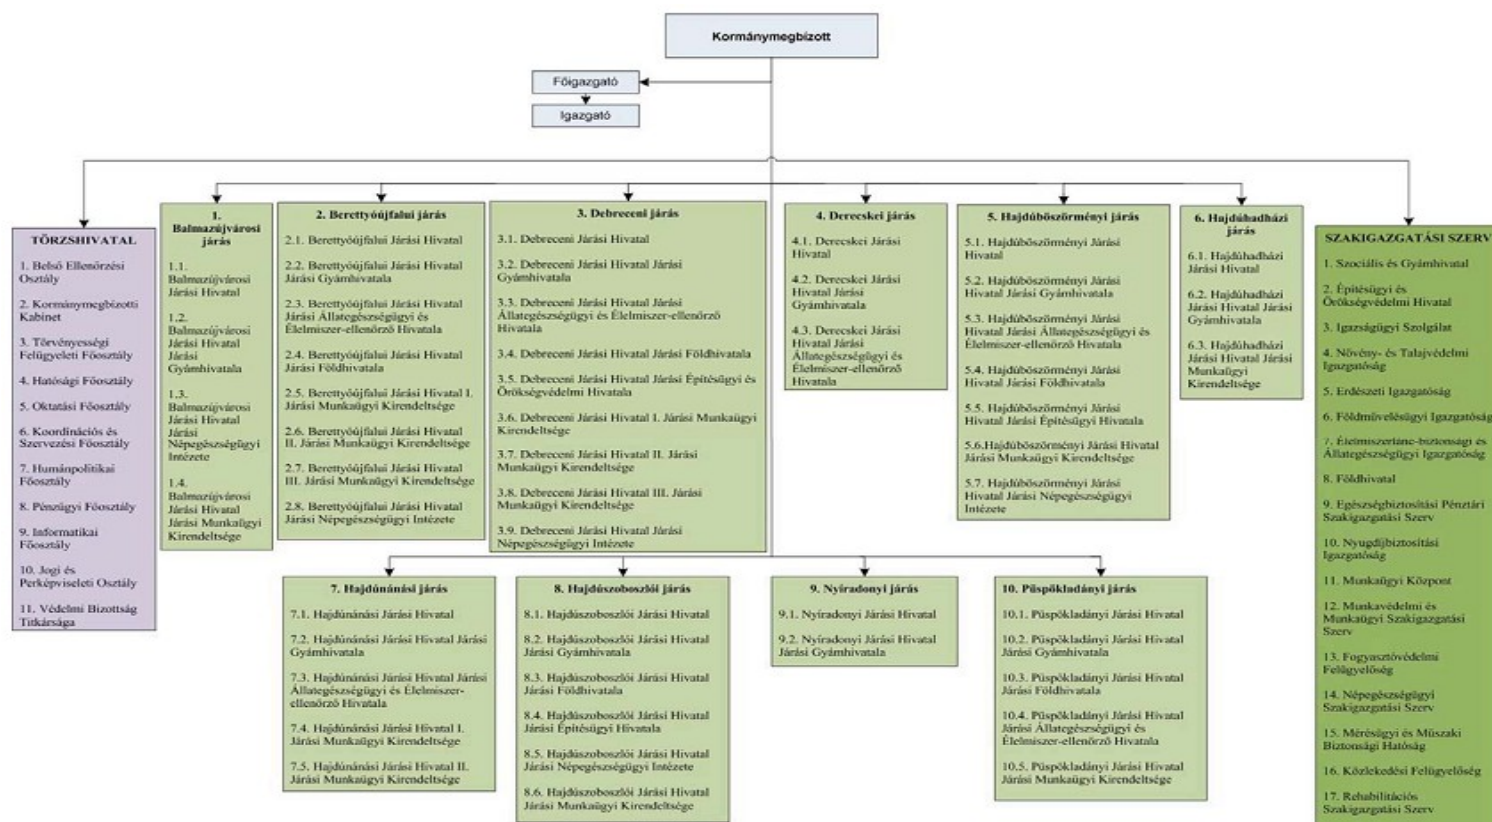 Kormánymegbízott
Főigazgató
Igazgató
TÖRZSHIVATAL
1. Belső Ellenőrzési
Osztály
2. Kormánymegbízotti
Kabinet
3. Törvényességi
Felügyeleti Főosztály
4. Hatósági Főosztály
5. Oktatási Főosztály
6. Koordinációs és
Szervezési Főosztály
7. Humánpolitikai
Főosztály
8. Pénzügyi Főosztály
9. Informatikai
Főosztály
10. Jogi és
Perképviseleti Osztály
11. Védelmi Bizottság
Titkársága
1.
Balmazújvárosi
járás
1.1.
Balmazújvárosi
Járási Hivatal
1.2.
Balmazújvárosi
Járási Hivatal
Járási
Gyámhivatala
1.3.
Balmazújvárosi
Járási Hivatal
Járási
Népegészségügyi
Intézete
1.4.
Balmazújvárosi
Járási Hivatal
Járási Munkaügyi
Kirendeltsége
2. Berettyóújfalui járás
2.1. Berettyóújfalui Járási Hivatal
2.2. Berettyóújfalui Járási Hivatal
Járási Gyámhivatala
2.3. Berettyóújfalui Járási Hivatal
Járási Állategészségügyi és
Élelmiszer-ellenőrző Hivatala
2.4. Berettyóújfalui Járási Hivatal
Járási Földhivatala
2.5. Berettyóújfalui Járási Hivatal I.
Járási Munkaügyi Kirendeltsége
2.6. Berettyóújfalui Járási Hivatal
II. Járási Munkaügyi Kirendeltsége
2.7. Berettyóújfalui Járási Hivatal
III. Járási Munkaügyi Kirendeltsége
2.8. Berettyóújfalui Járási Hivatal
Járási Népegészségügyi Intézete
3. Debreceni járás
3.1. Debreceni Járási Hivatal
3.2. Debreceni Járási Hivatal Járási
Gyámhivatala
3.3. Debreceni Járási Hivatal Járási
Állategészségügyi és Élelmiszer-ellenőrző
Hivatala
3.4. Debreceni Járási Hivatal Járási Földhivatala
3.5. Debreceni Járási Hivatal Járási Építésügyi és
Örökségvédelmi Hivatala
3.6. Debreceni Járási Hivatal I. Járási Munkaügyi
Kirendeltsége
3.7. Debreceni Járási Hivatal II. Járási
Munkaügyi Kirendeltsége
3.8. Debreceni Járási Hivatal III. Járási
Munkaügyi Kirendeltsége
3.9. Debreceni Járási Hivatal Járási
Népegészségügyi Intézete
4. Derecskei járás
4.1. Derecskei Járási
Hivatal
4.2. Derecskei Járási
Hivatal Járási
Gyámhivatala
4.3. Derecskei Járási
Hivatal Járási
Állategészségügyi és
Élelmiszer-ellenőrző
Hivatala
5. Hajdúböszörményi járás
5.1. Hajdúböszörményi Járási
Hivatal
5.2. Hajdúböszörményi Járási
Hivatal Járási Gyámhivatala
5.3. Hajdúböszörményi Járási
Hivatal Járási Állategészségügyi és
Élelmiszer-ellenőrző Hivatala
5.4. Hajdúböszörményi Járási
Hivatal Járási Földhivatala
5.5. Hajdúböszörményi Járási
Hivatal Járási Építésügyi Hivatala
5.6.Hajdúböszörményi Járási Hivatal
Járási Munkaügyi Kirendeltsége
5.7. Hajdúböszörményi Járási
Hivatal Járási Népegészségügyi
Intézete
6. Hajdúhadházi
járás
6.1. Hajdúhadházi
Járási Hivatal
6.2. Hajdúhadházi
Járási Hivatal Járási
Gyámhivatala
6.3. Hajdúhadházi
Járási Hivatal Járási
Munkaügyi
Kirendeltsége
SZAKIGAZGATÁSI SZERV
1. Szociális és Gyámhivatal
2. Építésügyi és
Örökségvédelmi Hivatal
3. Igazságügyi Szolgálat
4. Növény- és Talajvédelmi
Igazgatóság
5. Erdészeti Igazgatóság
6. Földművelésügyi Igazgatóság
7. Élelmiszerlánc-biztonsági és
Állategészségügyi Igazgatóság
8. Földhivatal
9. Egészségbiztosítási Pénztári
Szakigazgatási Szerv
10. Nyugdíjbiztosítási
Igazgatóság
11. Munkaügyi Központ
12. Munkavédelmi és
Munkaügyi Szakigazgatási
Szerv
13. Fogyasztóvédelmi
Felügyelőség
14. Népegészségügyi
Szakigazgatási Szerv
15. Mérésügyi és Műszaki
Biztonsági Hatóság
16. Közlekedési Felügyelőség
17. Rehabilitációs
Szakigazgatási Szerv
7. Hajdúnánási járás
7.1. Hajdúnánási Járási Hivatal
7.2. Hajdúnánási Járási Hivatal Járási
Gyámhivatala
7.3. Hajdúnánási Járási Hivatal Járási
Állategészségügyi és Élelmiszer-
ellenőrző Hivatala
7.4. Hajdúnánási Járási Hivatal I.
Járási Munkaügyi Kirendeltsége
7.5. Hajdúnánási Járási Hivatal II.
Járási Munkaügyi Kirendeltsége
8. Hajdúszoboszlói járás
8.1. Hajdúszoboszlói Járási Hivatal
8.2. Hajdúszoboszlói Járási Hivatal
Járási Gyámhivatala
8.3. Hajdúszoboszlói Járási Hivatal
Járási Földhivatala
8.4. Hajdúszoboszlói Járási Hivatal
Járási Építésügyi Hivatala
8.5. Hajdúszoboszlói Járási Hivatal
Járási Népegészségügyi Intézete
8.6. Hajdúszoboszlói Járási Hivatal
Járási Munkaügyi Kirendeltsége
9. Nyíradonyi járás
9.1. Nyíradonyi Járási Hivatal
9.2. Nyíradonyi Járási Hivatal
Járási Gyámhivatala
10. Püspökladányi járás
10.1. Püspökladányi Járási Hivatal
10.2. Püspökladányi Járási Hivatal
Járási Gyámhivatala
10.3. Püspökladányi Járási Hivatal
Járási Földhivatala
10.4. Püspökladányi Járási Hivatal
Járási Állategészségügyi és
Élelmiszer-ellenőrző Hivatala
10.5. Püspökladányi Járási Hivatal
Járási Munkaügyi Kirendeltsége